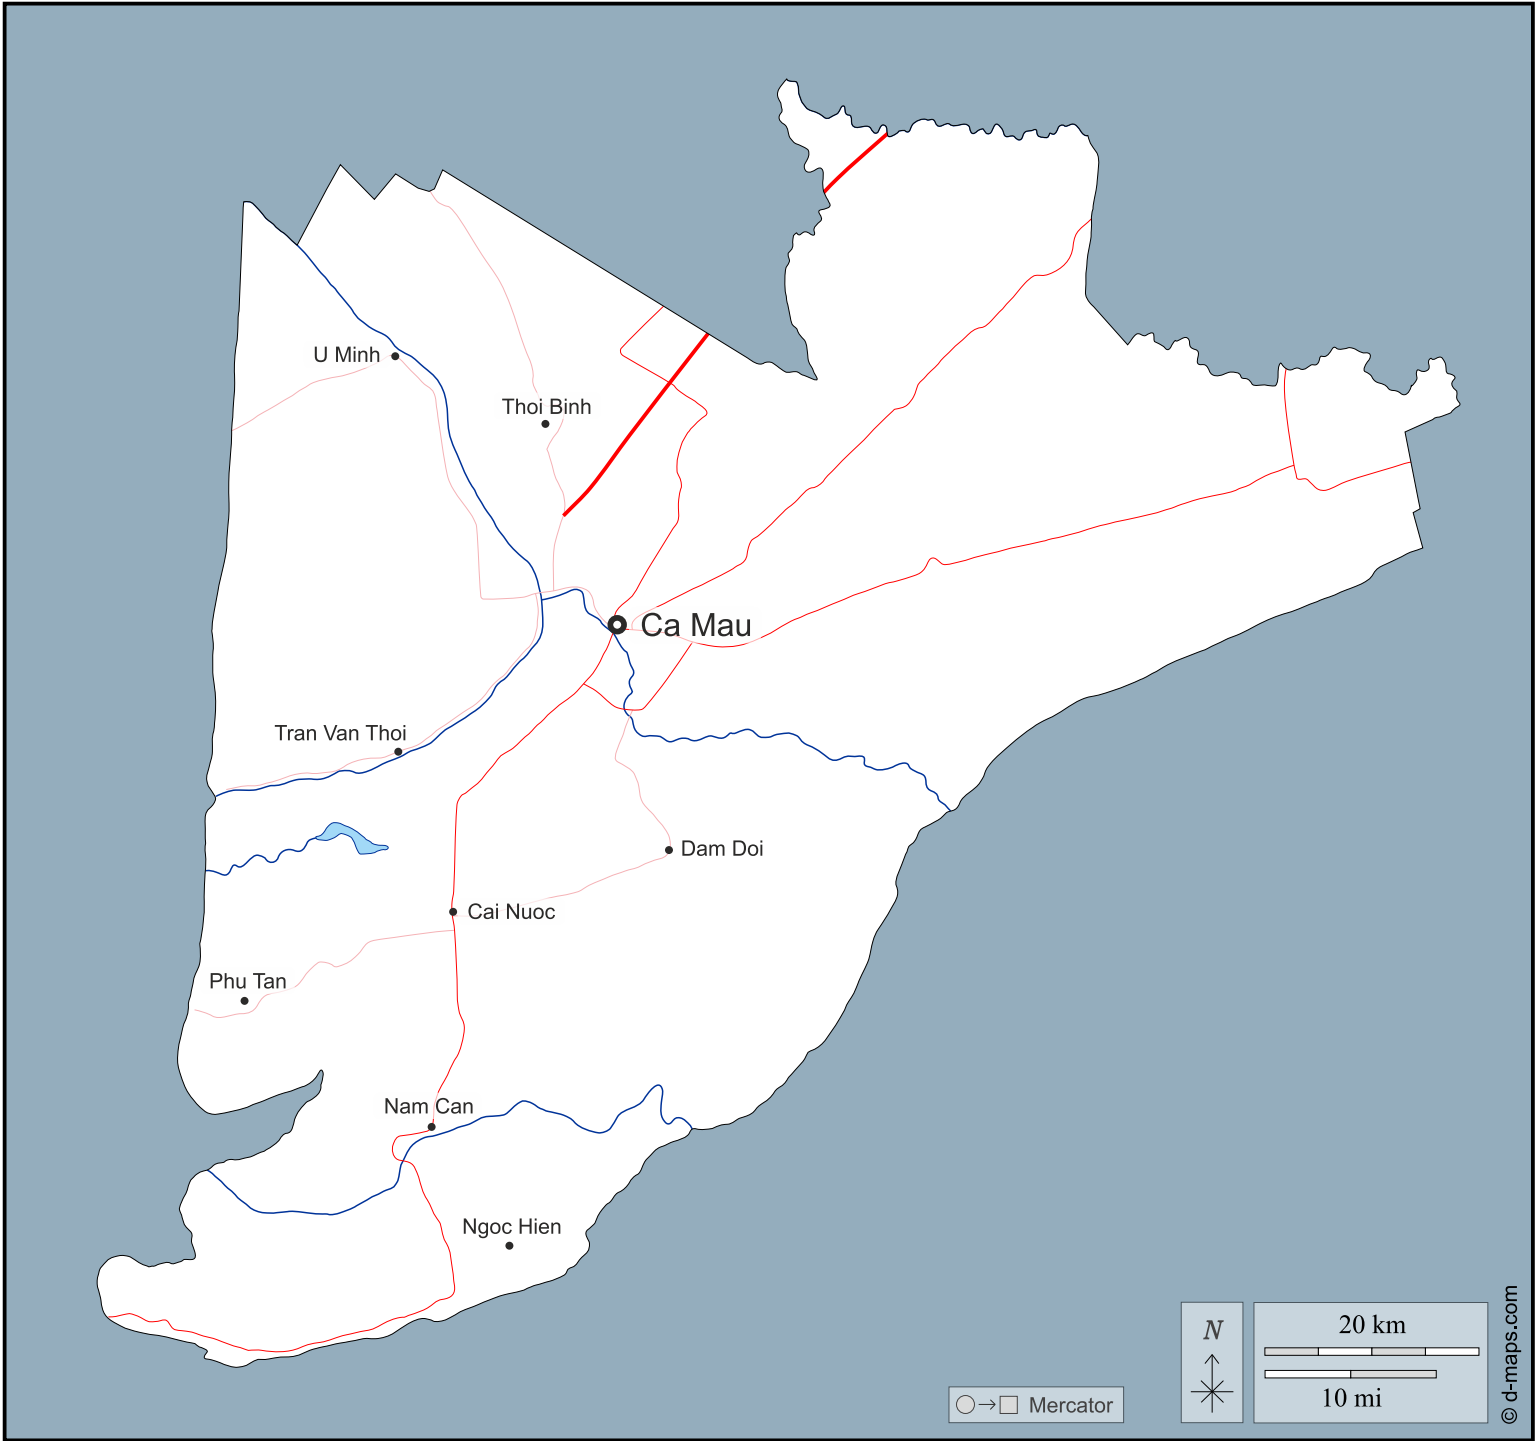 U Minh
Thoi Binh
Ca Mau
Tran Van Thoi
Dam Doi
Cai Nuoc
Phu Tan
Nam Can
Ngoc Hien
N
20 km
10 mi
Mercator
© d-maps.com